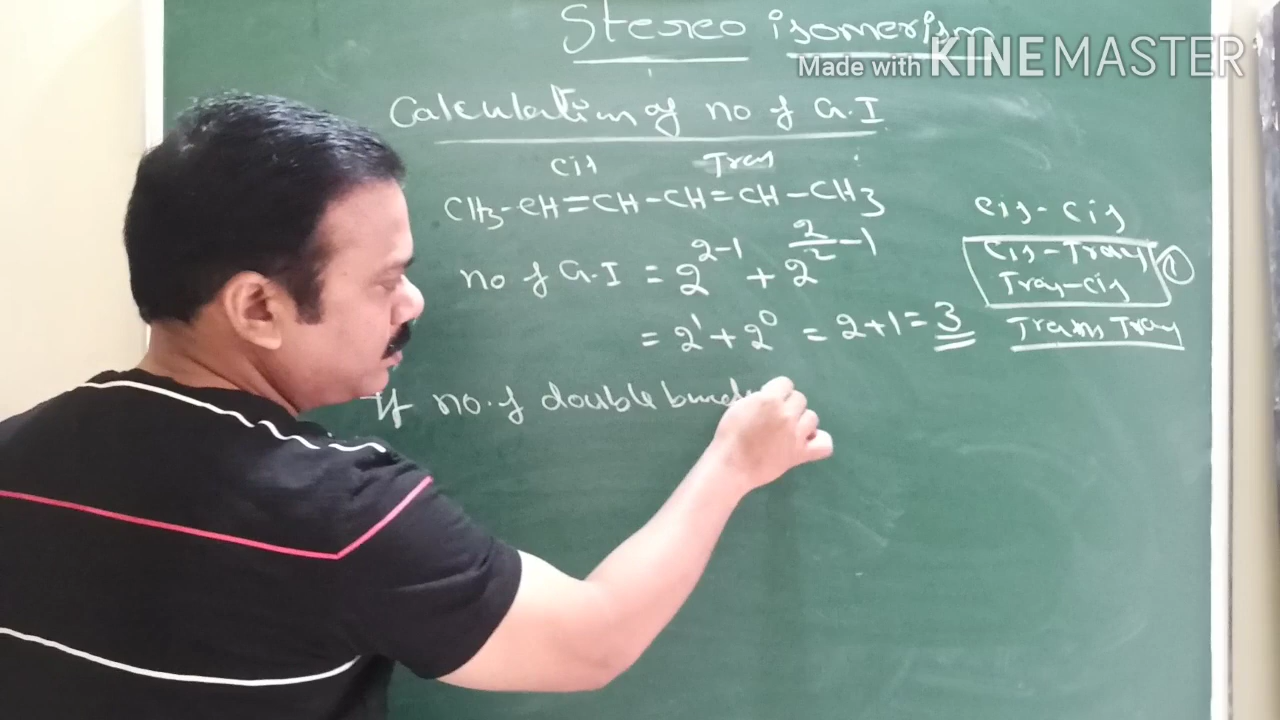 Stereo isomerism
Made with KINEMASTER
Calculation of no of G.I
cis Trans
CH3-CH=CH-CH=CH-CH3
no of G.I = 2^{2-1} + 2^{\frac{2}{2}-1}
= 2^1 + 2^0 = 2+1 = 3
cis-cis
cis-Trans
Trans-cis
1
Trans Trans
If no. of double